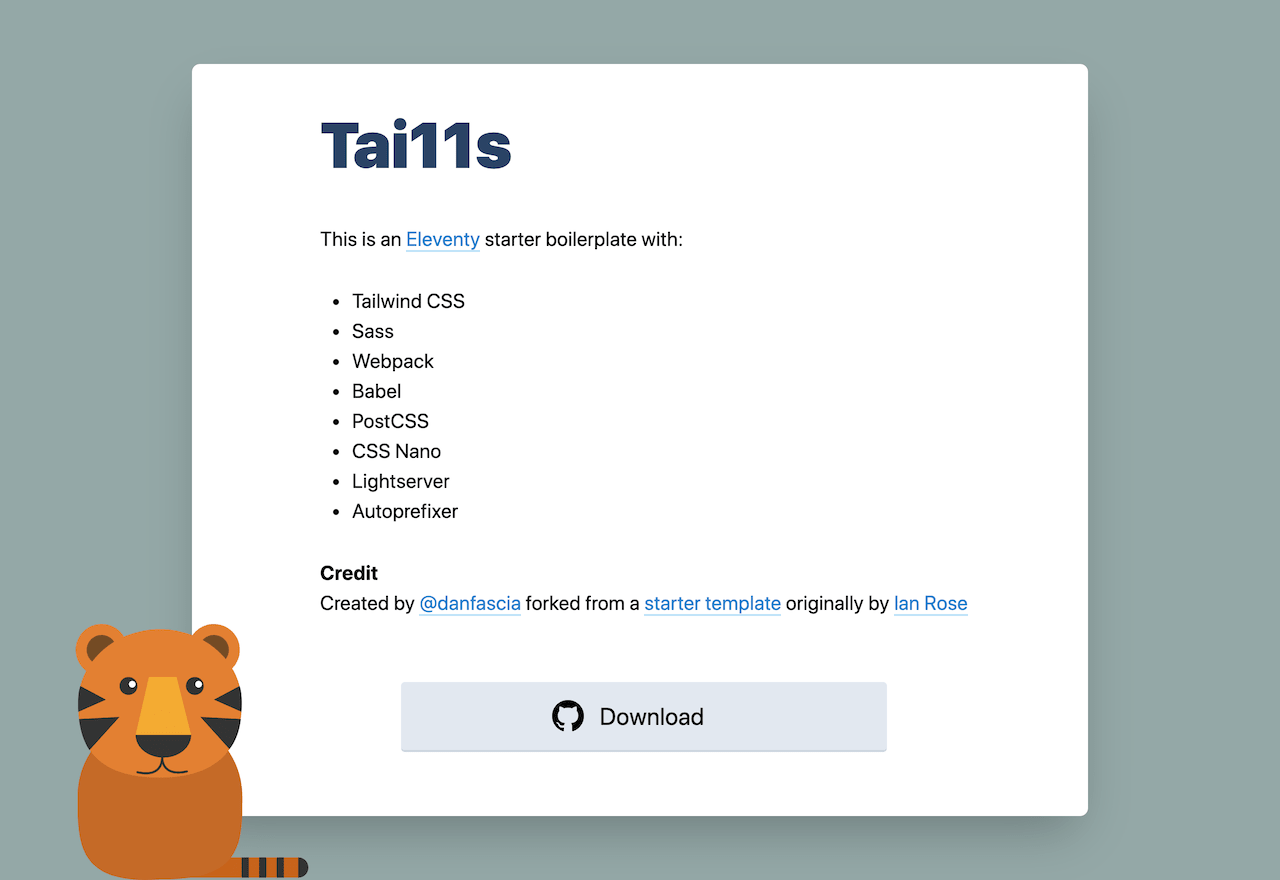 Tai11s
This is an Eleventy starter boilerplate with:
Tailwind CSS
Sass
Webpack
Babel
PostCSS
CSS Nano
Lightserver
Autoprefixer
Credit
Created by @danfascia forked from a starter template originally by Ian Rose
Download